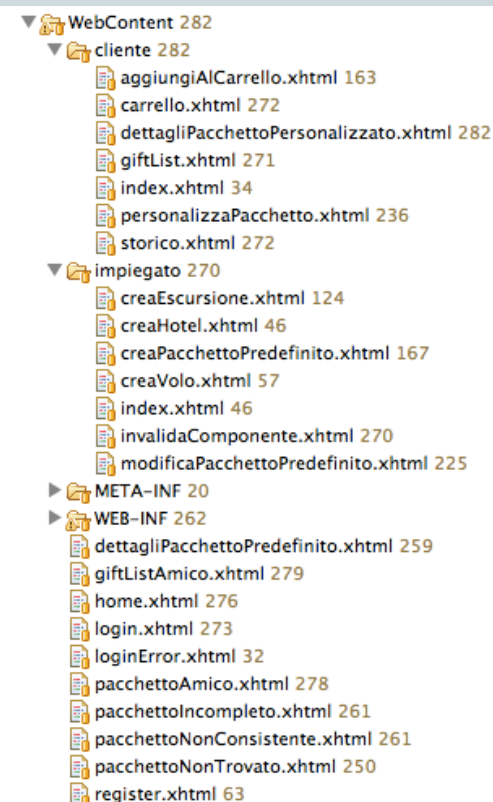 WebContent 282
cliente 282
aggiungiAlCarrello.xhtml 163
carrello.xhtml 272
dettagliPacchettoPersonalizzato.xhtml 282
giftList.xhtml 271
index.xhtml 34
personalizzaPacchetto.xhtml 236
storico.xhtml 272
impiegato 270
creaEscursione.xhtml 124
creaHotel.xhtml 46
creaPacchettoPredefinito.xhtml 167
creaVolo.xhtml 57
index.xhtml 46
invalidaComponente.xhtml 270
modificaPacchettoPredefinito.xhtml 225
META-INF 20
WEB-INF 262
dettagliPacchettoPredefinito.xhtml 259
giftListAmico.xhtml 279
home.xhtml 276
login.xhtml 273
loginError.xhtml 32
pacchettoAmico.xhtml 278
pacchettoIncompleto.xhtml 261
pacchettoNonConsistente.xhtml 261
pacchettoNonTrovato.xhtml 250
register.xhtml 63